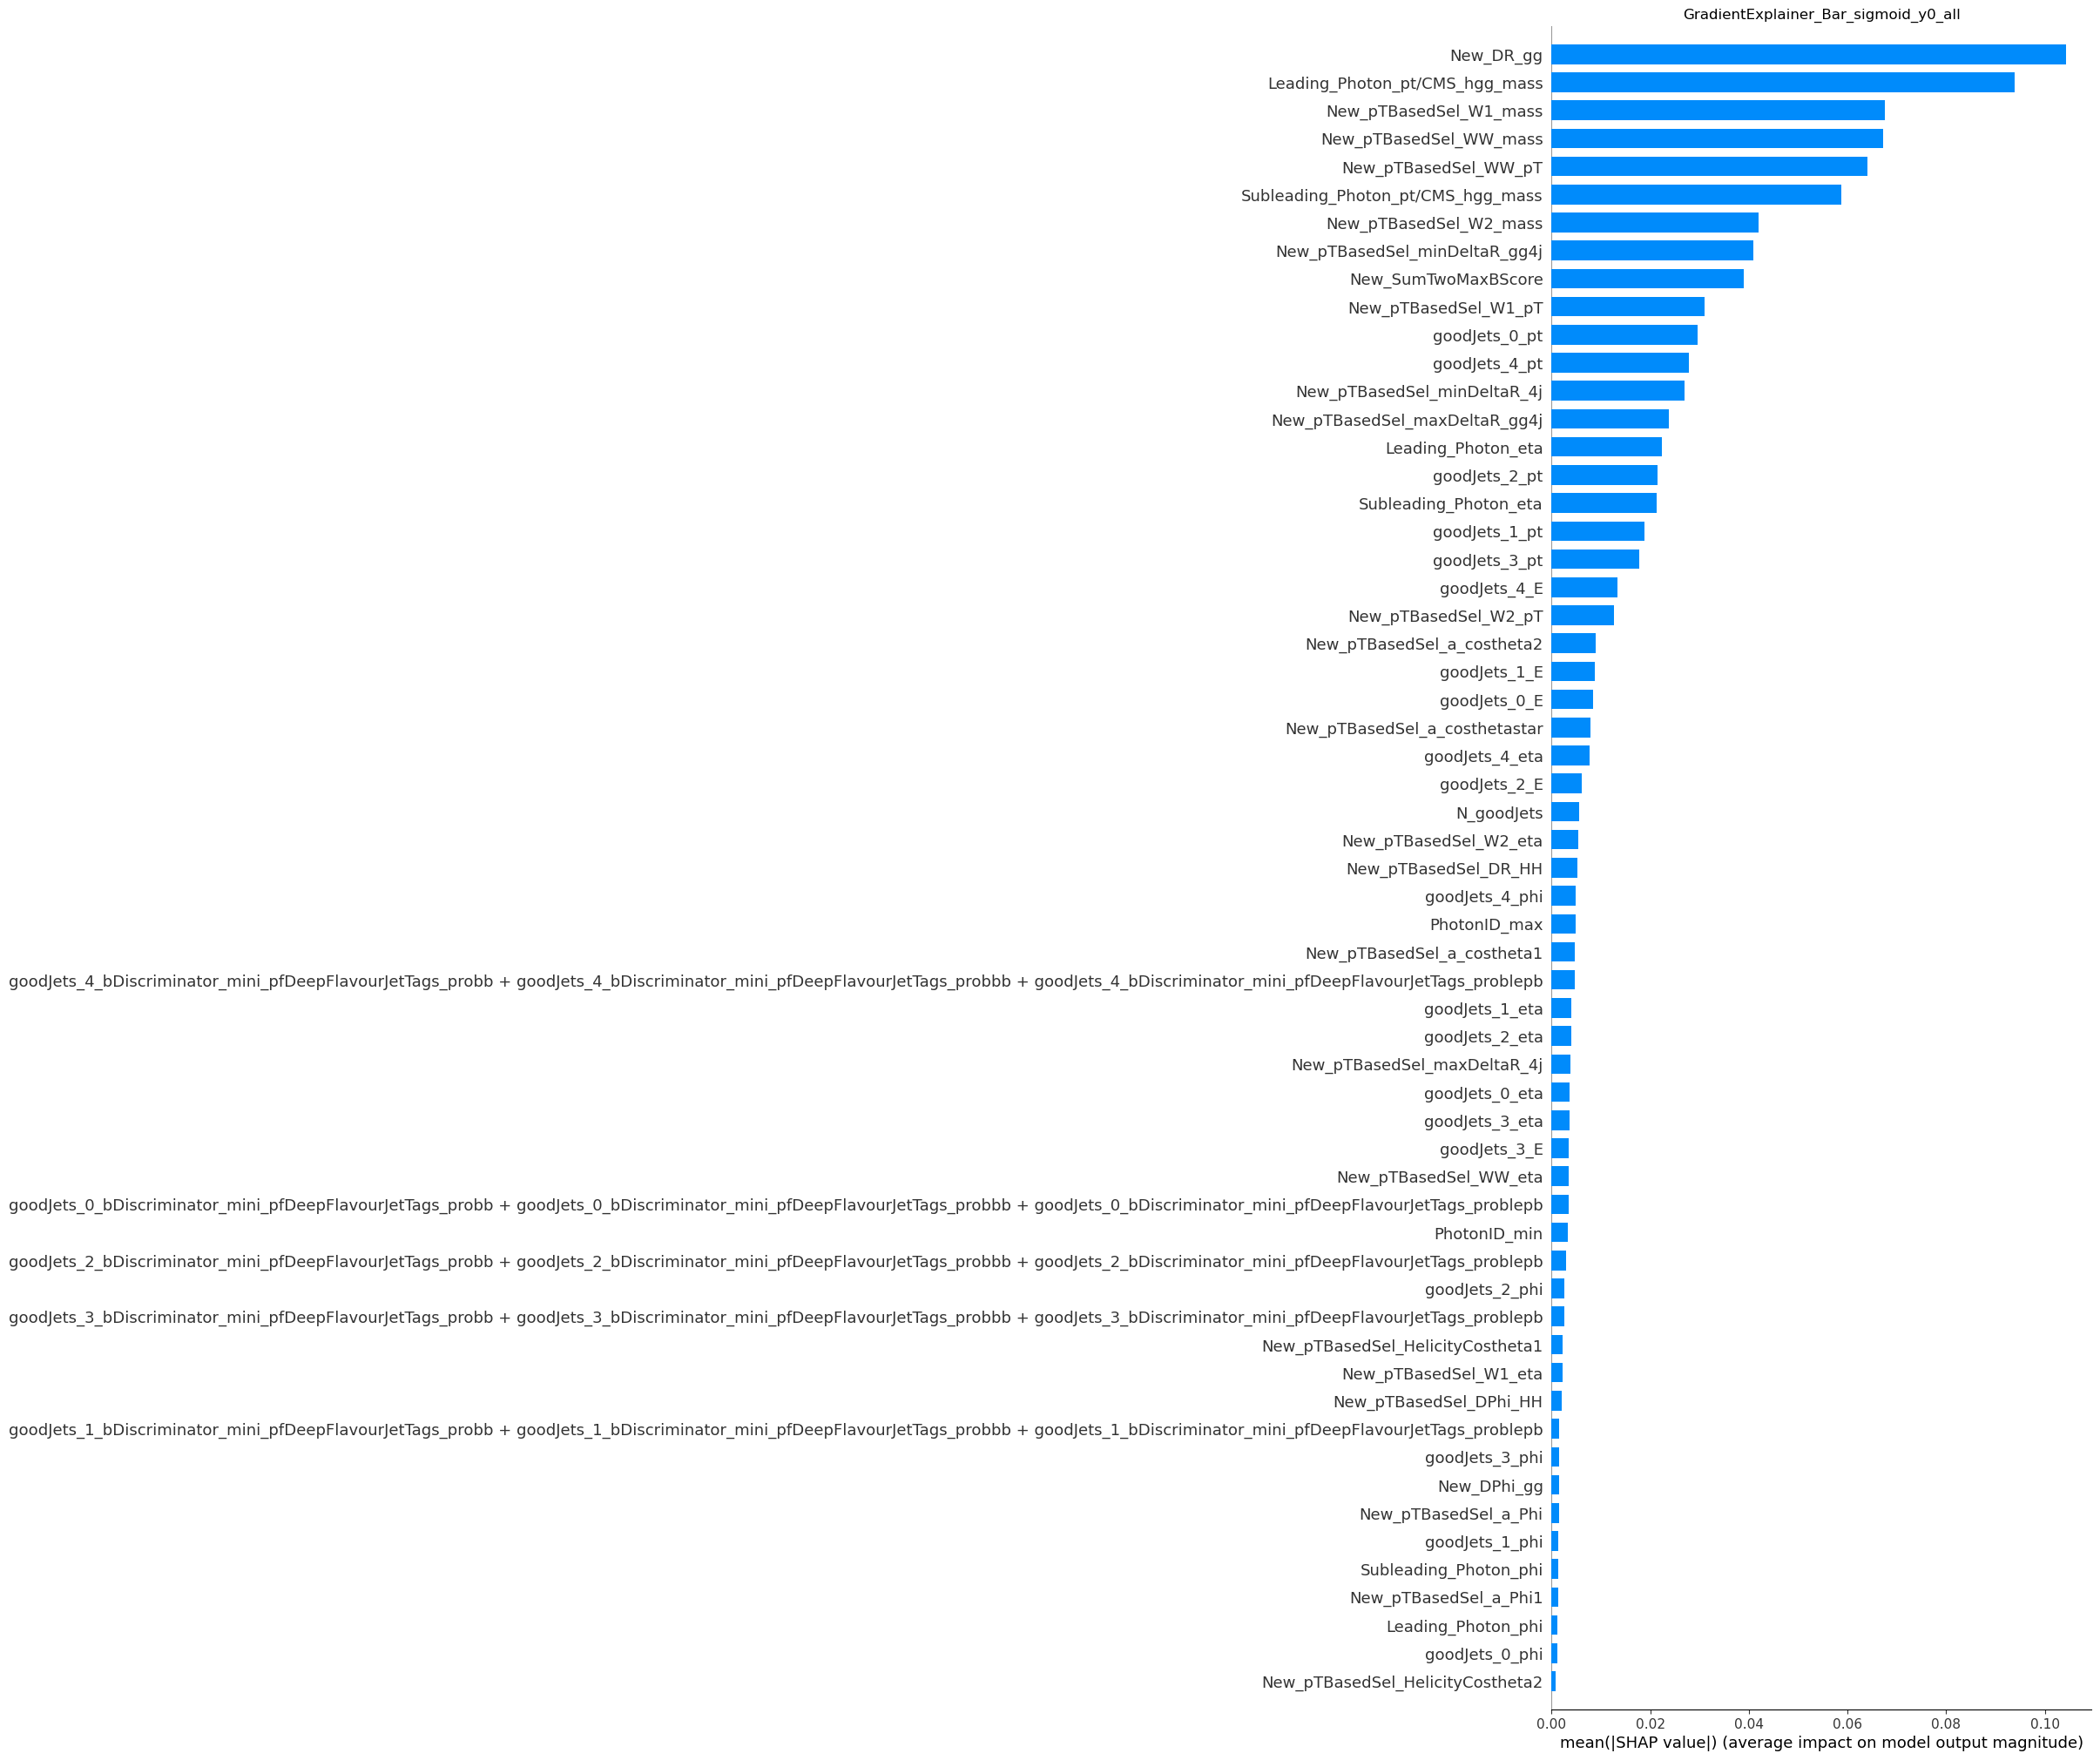 GradientExplainer_Bar_sigmoid_y0_all
New_DR_gg
Leading_Photon_pt/CMS_hgg_mass
New_pTBasedSel_W1_mass
New_pTBasedSel_WW_mass
New_pTBasedSel_WW_pT
Subleading_Photon_pt/CMS_hgg_mass
New_pTBasedSel_W2_mass
New_pTBasedSel_minDeltaR_gg4j
New_SumTwoMaxBScore
New_pTBasedSel_W1_pT
goodJets_0_pt
goodJets_4_pt
New_pTBasedSel_minDeltaR_4j
New_pTBasedSel_maxDeltaR_gg4j
Leading_Photon_eta
goodJets_2_pt
Subleading_Photon_eta
goodJets_1_pt
goodJets_3_pt
goodJets_4_E
New_pTBasedSel_W2_pT
New_pTBasedSel_a_costheta2
goodJets_1_E
goodJets_0_E
New_pTBasedSel_a_costhetastar
goodJets_4_eta
goodJets_2_E
N_goodJets
New_pTBasedSel_W2_eta
New_pTBasedSel_DR_HH
goodJets_4_phi
PhotonID_max
New_pTBasedSel_a_costheta1
goodJets_4_bDiscriminator_mini_pfDeepFlavourJetTags_probb + goodJets_4_bDiscriminator_mini_pfDeepFlavourJetTags_probbb + goodJets_4_bDiscriminator_mini_pfDeepFlavourJetTags_problepb
goodJets_1_eta
goodJets_2_eta
New_pTBasedSel_maxDeltaR_4j
goodJets_0_eta
goodJets_3_eta
goodJets_3_E
New_pTBasedSel_WW_eta
goodJets_0_bDiscriminator_mini_pfDeepFlavourJetTags_probb + goodJets_0_bDiscriminator_mini_pfDeepFlavourJetTags_probbb + goodJets_0_bDiscriminator_mini_pfDeepFlavourJetTags_problepb
PhotonID_min
goodJets_2_bDiscriminator_mini_pfDeepFlavourJetTags_probb + goodJets_2_bDiscriminator_mini_pfDeepFlavourJetTags_probbb + goodJets_2_bDiscriminator_mini_pfDeepFlavourJetTags_problepb
goodJets_2_phi
goodJets_3_bDiscriminator_mini_pfDeepFlavourJetTags_probb + goodJets_3_bDiscriminator_mini_pfDeepFlavourJetTags_probbb + goodJets_3_bDiscriminator_mini_pfDeepFlavourJetTags_problepb
New_pTBasedSel_HelicityCostheta1
New_pTBasedSel_W1_eta
New_pTBasedSel_DPhi_HH
goodJets_1_bDiscriminator_mini_pfDeepFlavourJetTags_probb + goodJets_1_bDiscriminator_mini_pfDeepFlavourJetTags_probbb + goodJets_1_bDiscriminator_mini_pfDeepFlavourJetTags_problepb
goodJets_3_phi
New_DPhi_gg
New_pTBasedSel_a_Phi
goodJets_1_phi
Subleading_Photon_phi
New_pTBasedSel_a_Phi1
Leading_Photon_phi
goodJets_0_phi
New_pTBasedSel_HelicityCostheta2
0.00 0.02 0.04 0.06 0.08 0.10
mean(|SHAP value|) (average impact on model output magnitude)